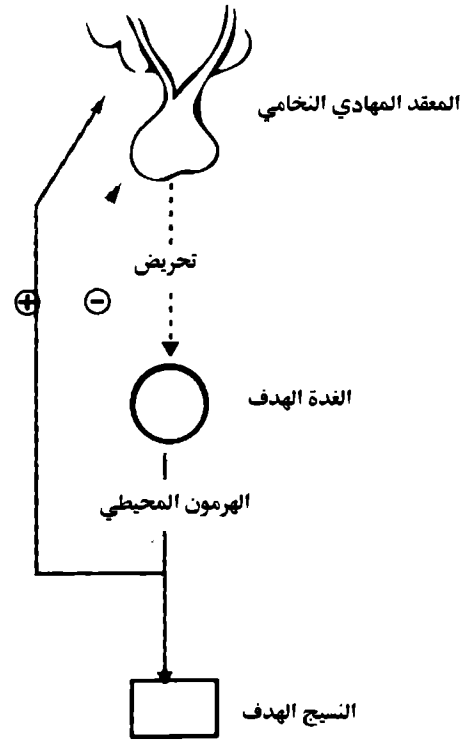 المعقد المهادي النخامي
تحريض
+
−
الغدة الهدف
الهرمون المحيطي
النسيج الهدف